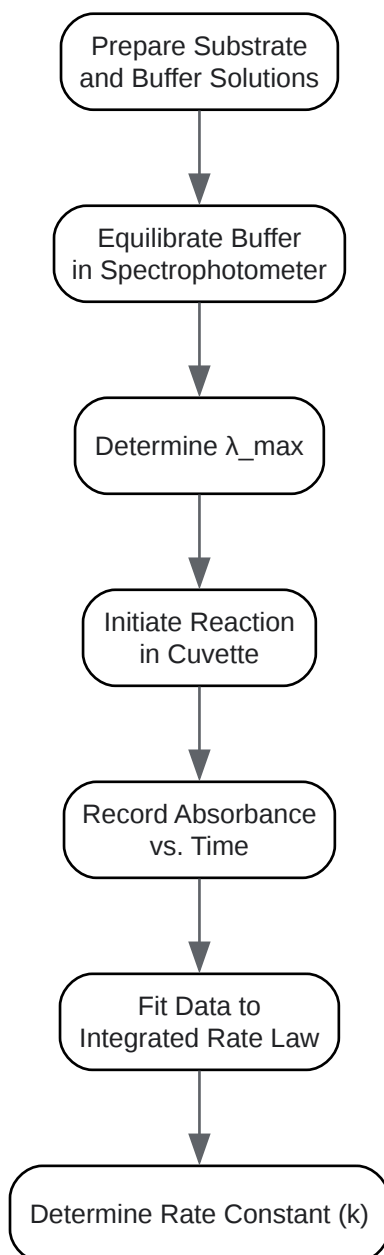 Prepare Substrate
and Buffer Solutions
Equilibrate Buffer
in Spectrophotometer
Determine λ_max
Initiate Reaction
in Cuvette
Record Absorbance
vs. Time
Fit Data to
Integrated Rate Law
Determine Rate Constant (k)